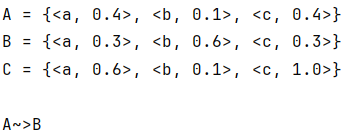 A = {<a, 0.4>, <b, 0.1>, <c, 0.4>}
B = {<a, 0.3>, <b, 0.6>, <c, 0.3>}
C = {<a, 0.6>, <b, 0.1>, <c, 1.0>}
A~>B